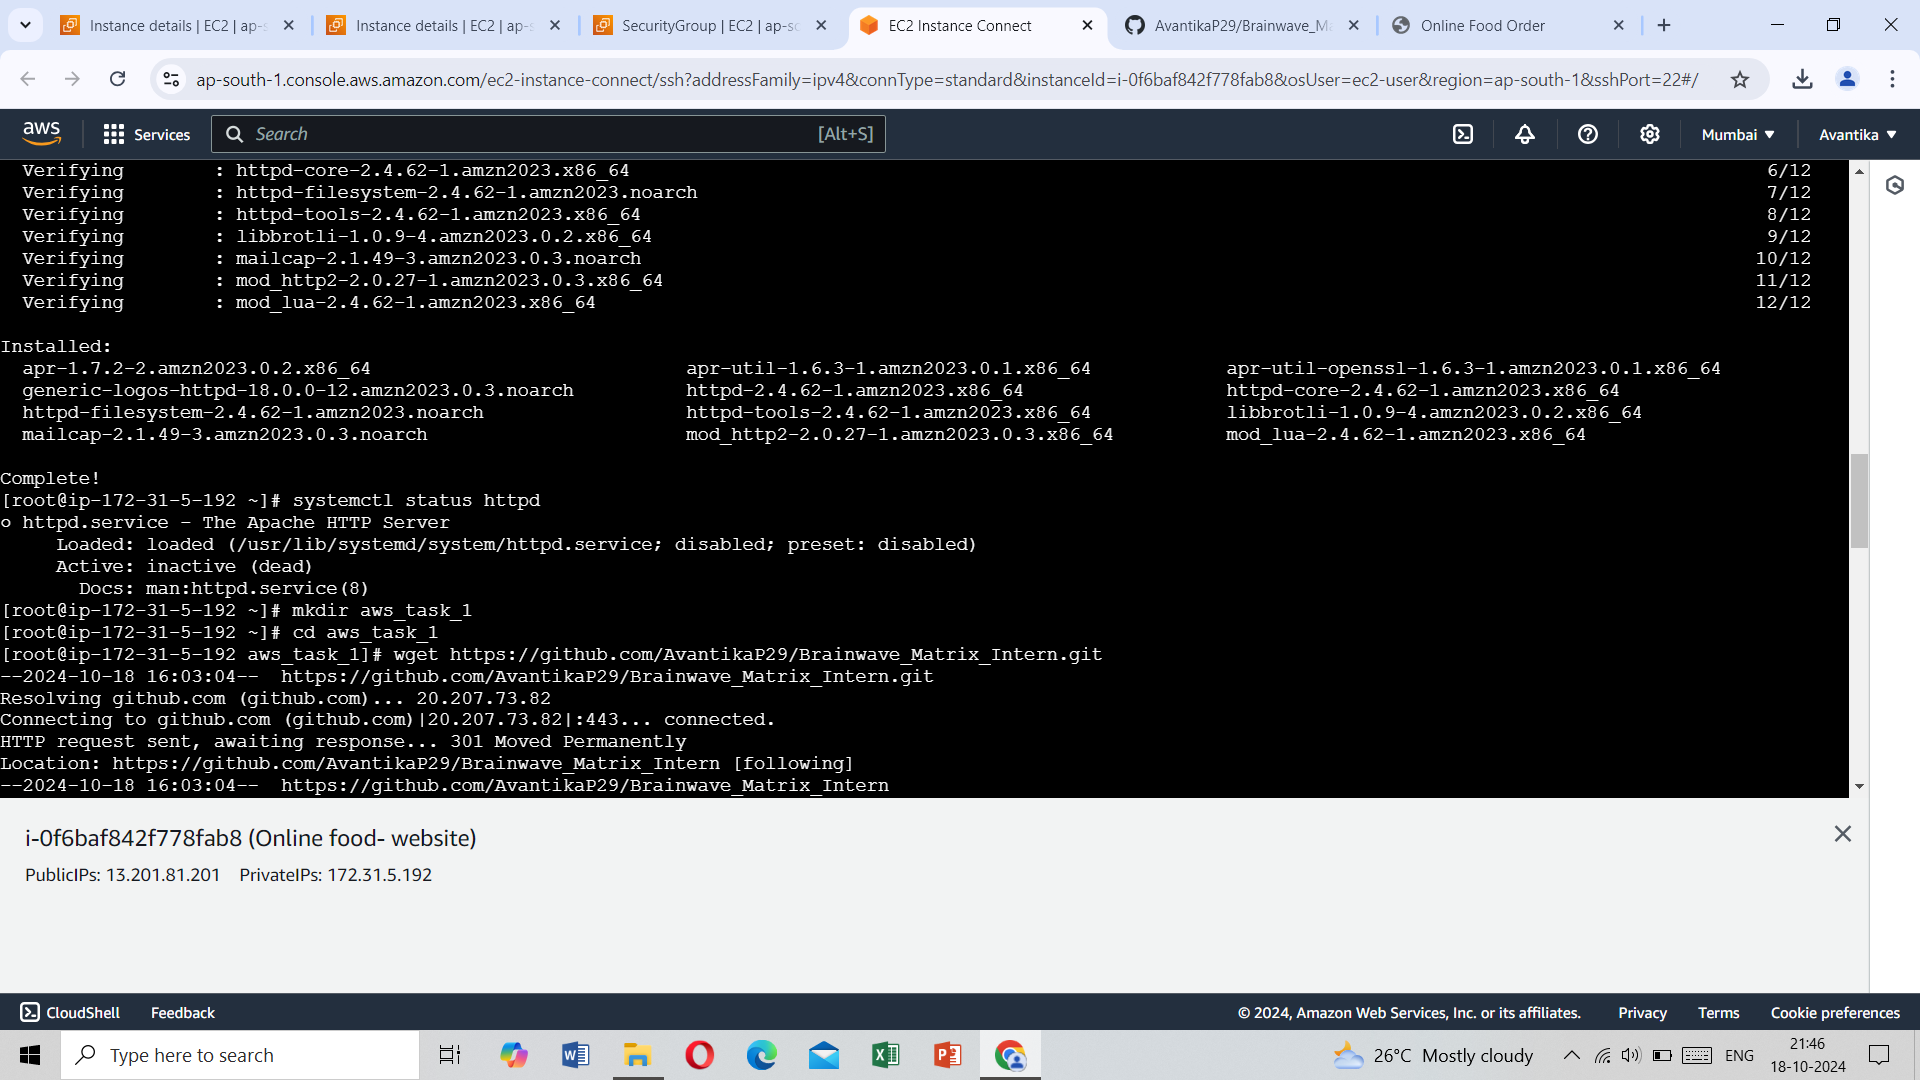 Instance details | EC2 | ap-s
Instance details | EC2 | ap-s
SecurityGroup | EC2 | ap-so
EC2 Instance Connect
AvantikaP29/Brainwave_Ma
Online Food Order
ap-south-1.console.aws.amazon.com/ec2-instance-connect/ssh?addressFamily=ipv4&connType=standard&instanceId=i-0f6baf842f778fab8&osUser=ec2-user&region=ap-south-1&sshPort=22#/
aws
Services
Search
[Alt+S]
Mumbai
Avantika
Verifying : httpd-core-2.4.62-1.amzn2023.x86_64 6/12
Verifying : httpd-filesystem-2.4.62-1.amzn2023.noarch 7/12
Verifying : httpd-tools-2.4.62-1.amzn2023.x86_64 8/12
Verifying : libbrotli-1.0.9-4.amzn2023.0.2.x86_64 9/12
Verifying : mailcap-2.1.49-3.amzn2023.0.3.noarch 10/12
Verifying : mod_http2-2.0.27-1.amzn2023.0.3.x86_64 11/12
Verifying : mod_lua-2.4.62-1.amzn2023.x86_64 12/12
Installed:
apr-1.7.2-2.amzn2023.0.2.x86_64 apr-util-1.6.3-1.amzn2023.0.1.x86_64 apr-util-openssl-1.6.3-1.amzn2023.0.1.x86_64
generic-logos-httpd-18.0.0-12.amzn2023.0.3.noarch httpd-2.4.62-1.amzn2023.x86_64 httpd-core-2.4.62-1.amzn2023.x86_64
httpd-filesystem-2.4.62-1.amzn2023.noarch httpd-tools-2.4.62-1.amzn2023.x86_64 libbrotli-1.0.9-4.amzn2023.0.2.x86_64
mailcap-2.1.49-3.amzn2023.0.3.noarch mod_http2-2.0.27-1.amzn2023.0.3.x86_64 mod_lua-2.4.62-1.amzn2023.x86_64
Complete!
[root@ip-172-31-5-192 ~]# systemctl status httpd
○ httpd.service - The Apache HTTP Server
Loaded: loaded (/usr/lib/systemd/system/httpd.service; disabled; preset: disabled)
Active: inactive (dead)
Docs: man:httpd.service(8)
[root@ip-172-31-5-192 ~]# mkdir aws_task_1
[root@ip-172-31-5-192 ~]# cd aws_task_1
[root@ip-172-31-5-192 aws_task_1]# wget https://github.com/AvantikaP29/Brainwave_Matrix_Intern.git
--2024-10-18 16:03:04-- https://github.com/AvantikaP29/Brainwave_Matrix_Intern.git
Resolving github.com (github.com)... 20.207.73.82
Connecting to github.com (github.com)|20.207.73.82|:443... connected.
HTTP request sent, awaiting response... 301 Moved Permanently
Location: https://github.com/AvantikaP29/Brainwave_Matrix_Intern [following]
--2024-10-18 16:03:04-- https://github.com/AvantikaP29/Brainwave_Matrix_Intern
i-0f6baf842f778fab8 (Online food- website)
PublicIPs: 13.201.81.201 PrivateIPs: 172.31.5.192
CloudShell
Feedback
© 2024, Amazon Web Services, Inc. or its affiliates.
Privacy
Terms
Cookie preferences
Type here to search
26°C Mostly cloudy
ENG
21:46
18-10-2024